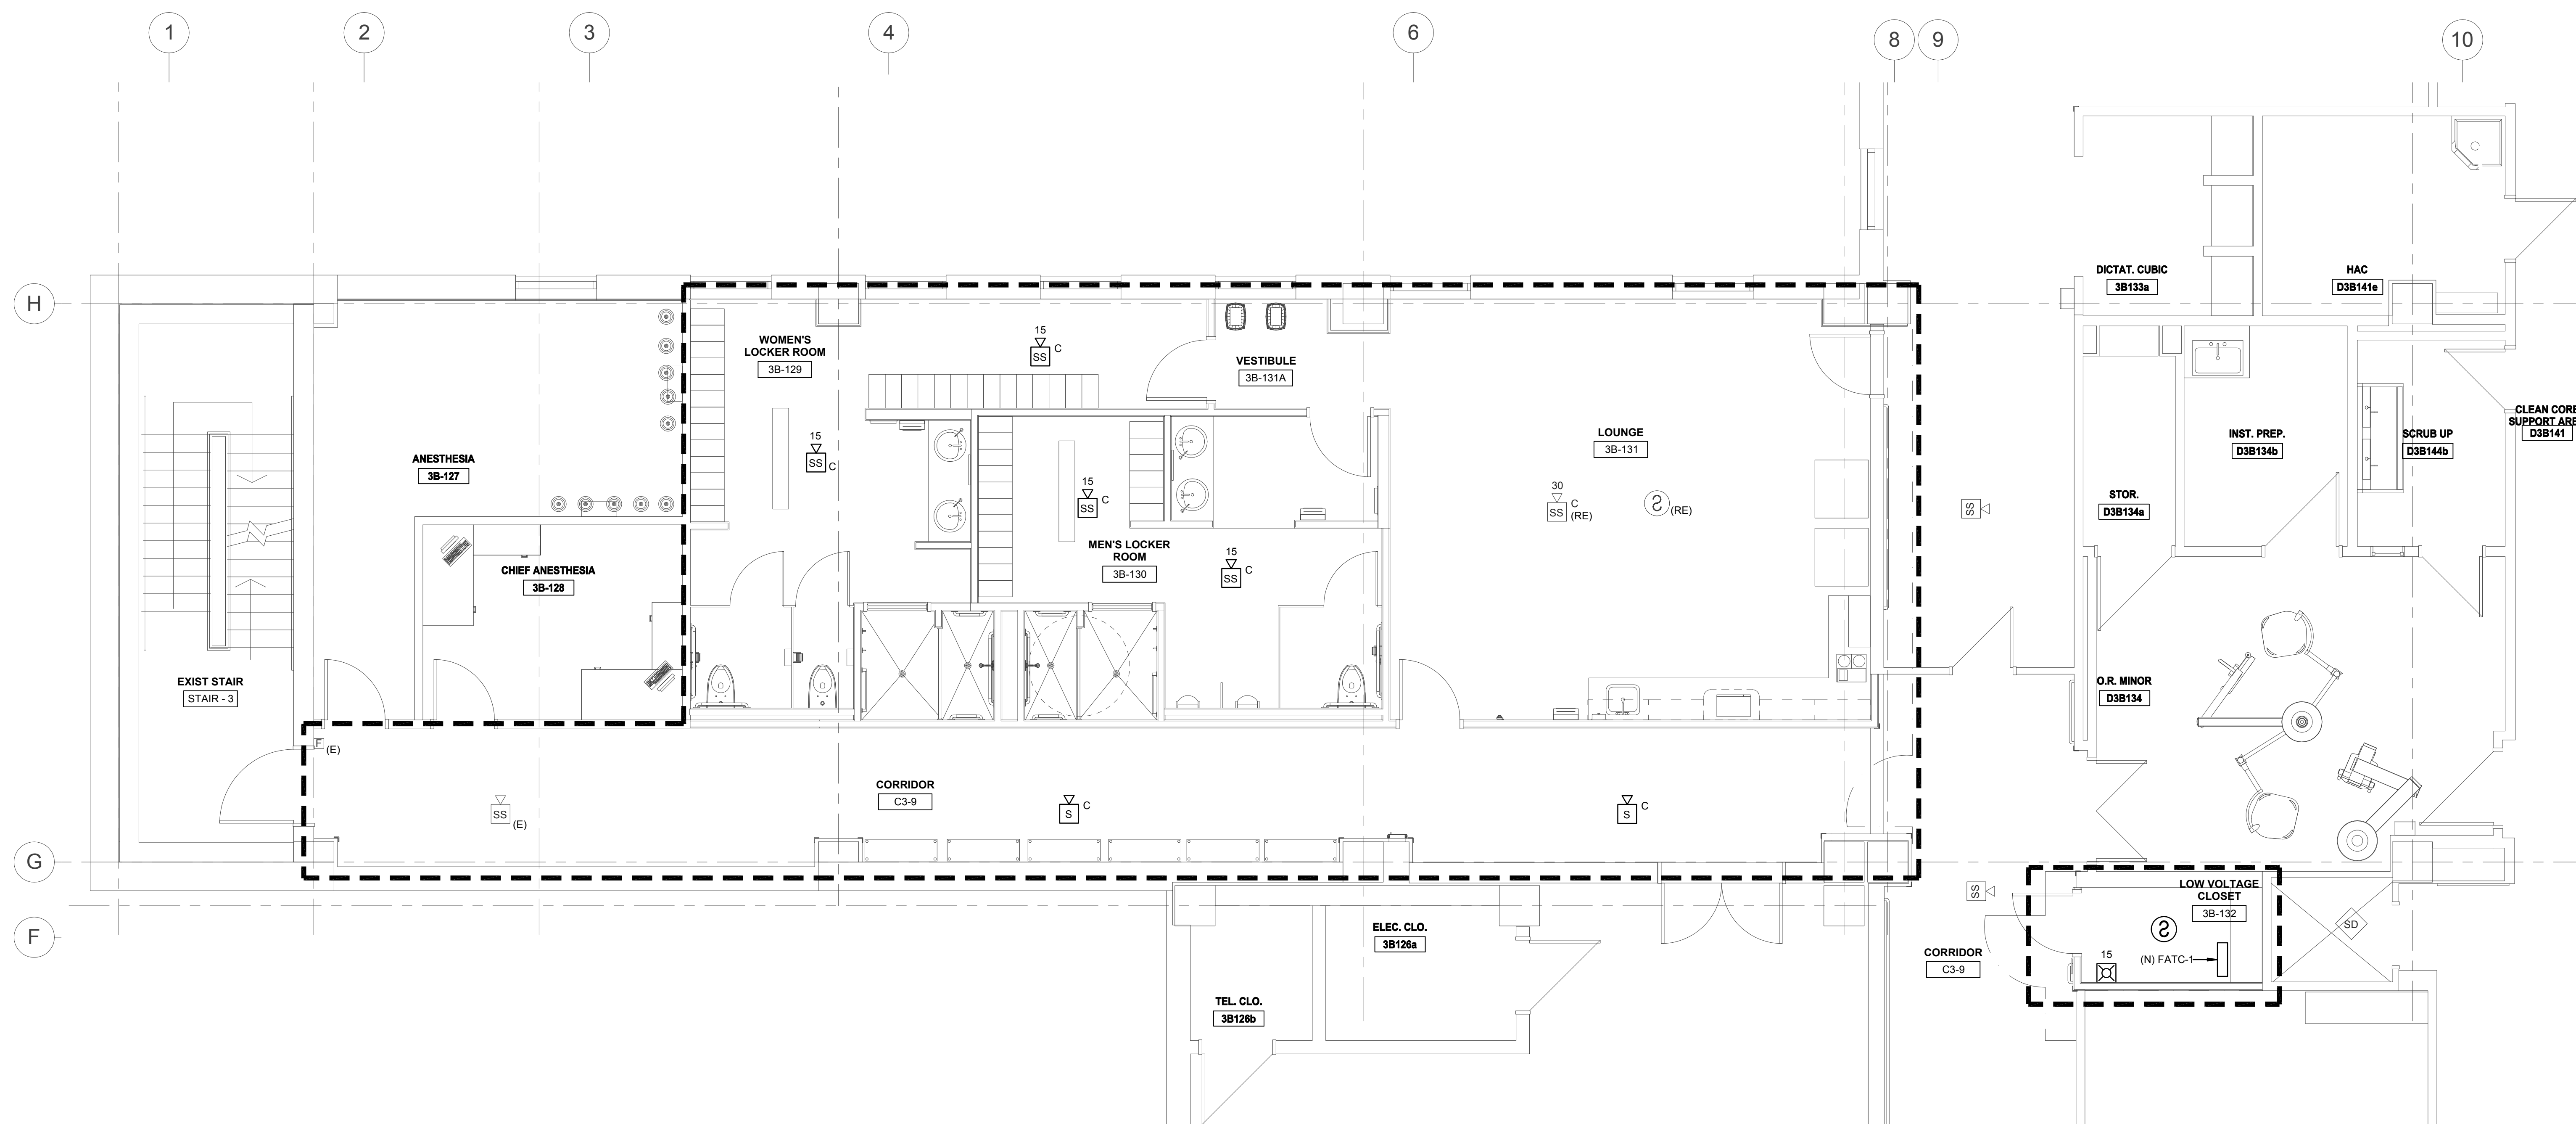 1
2
3
4
6
8
9
10
H
G
F
DICTAT. CUBIC
3B133a
HAC
D3B141e
WOMEN'S
LOCKER ROOM
3B-129
15
SS
C
VESTIBULE
3B-131A
15
SS
C
ANESTHESIA
3B-127
LOUNGE
3B-131
30
SS
C
(RE)
S
(RE)
15
SS
C
SS
INST. PREP.
D3B134b
SCRUB UP
D3B144b
CLEAN CORE
SUPPORT ARE
D3B141
STOR.
D3B134a
CHIEF ANESTHESIA
3B-128
MEN'S LOCKER
ROOM
3B-130
15
SS
C
EXIST STAIR
STAIR - 3
O.R. MINOR
D3B134
F
(E)
SS
(E)
CORRIDOR
C3-9
S
C
S
C
SS
LOW VOLTAGE
CLOSET
3B-132
S
15
(N) FATC-1
SD
ELEC. CLO.
3B126a
CORRIDOR
C3-9
TEL. CLO.
3B126b